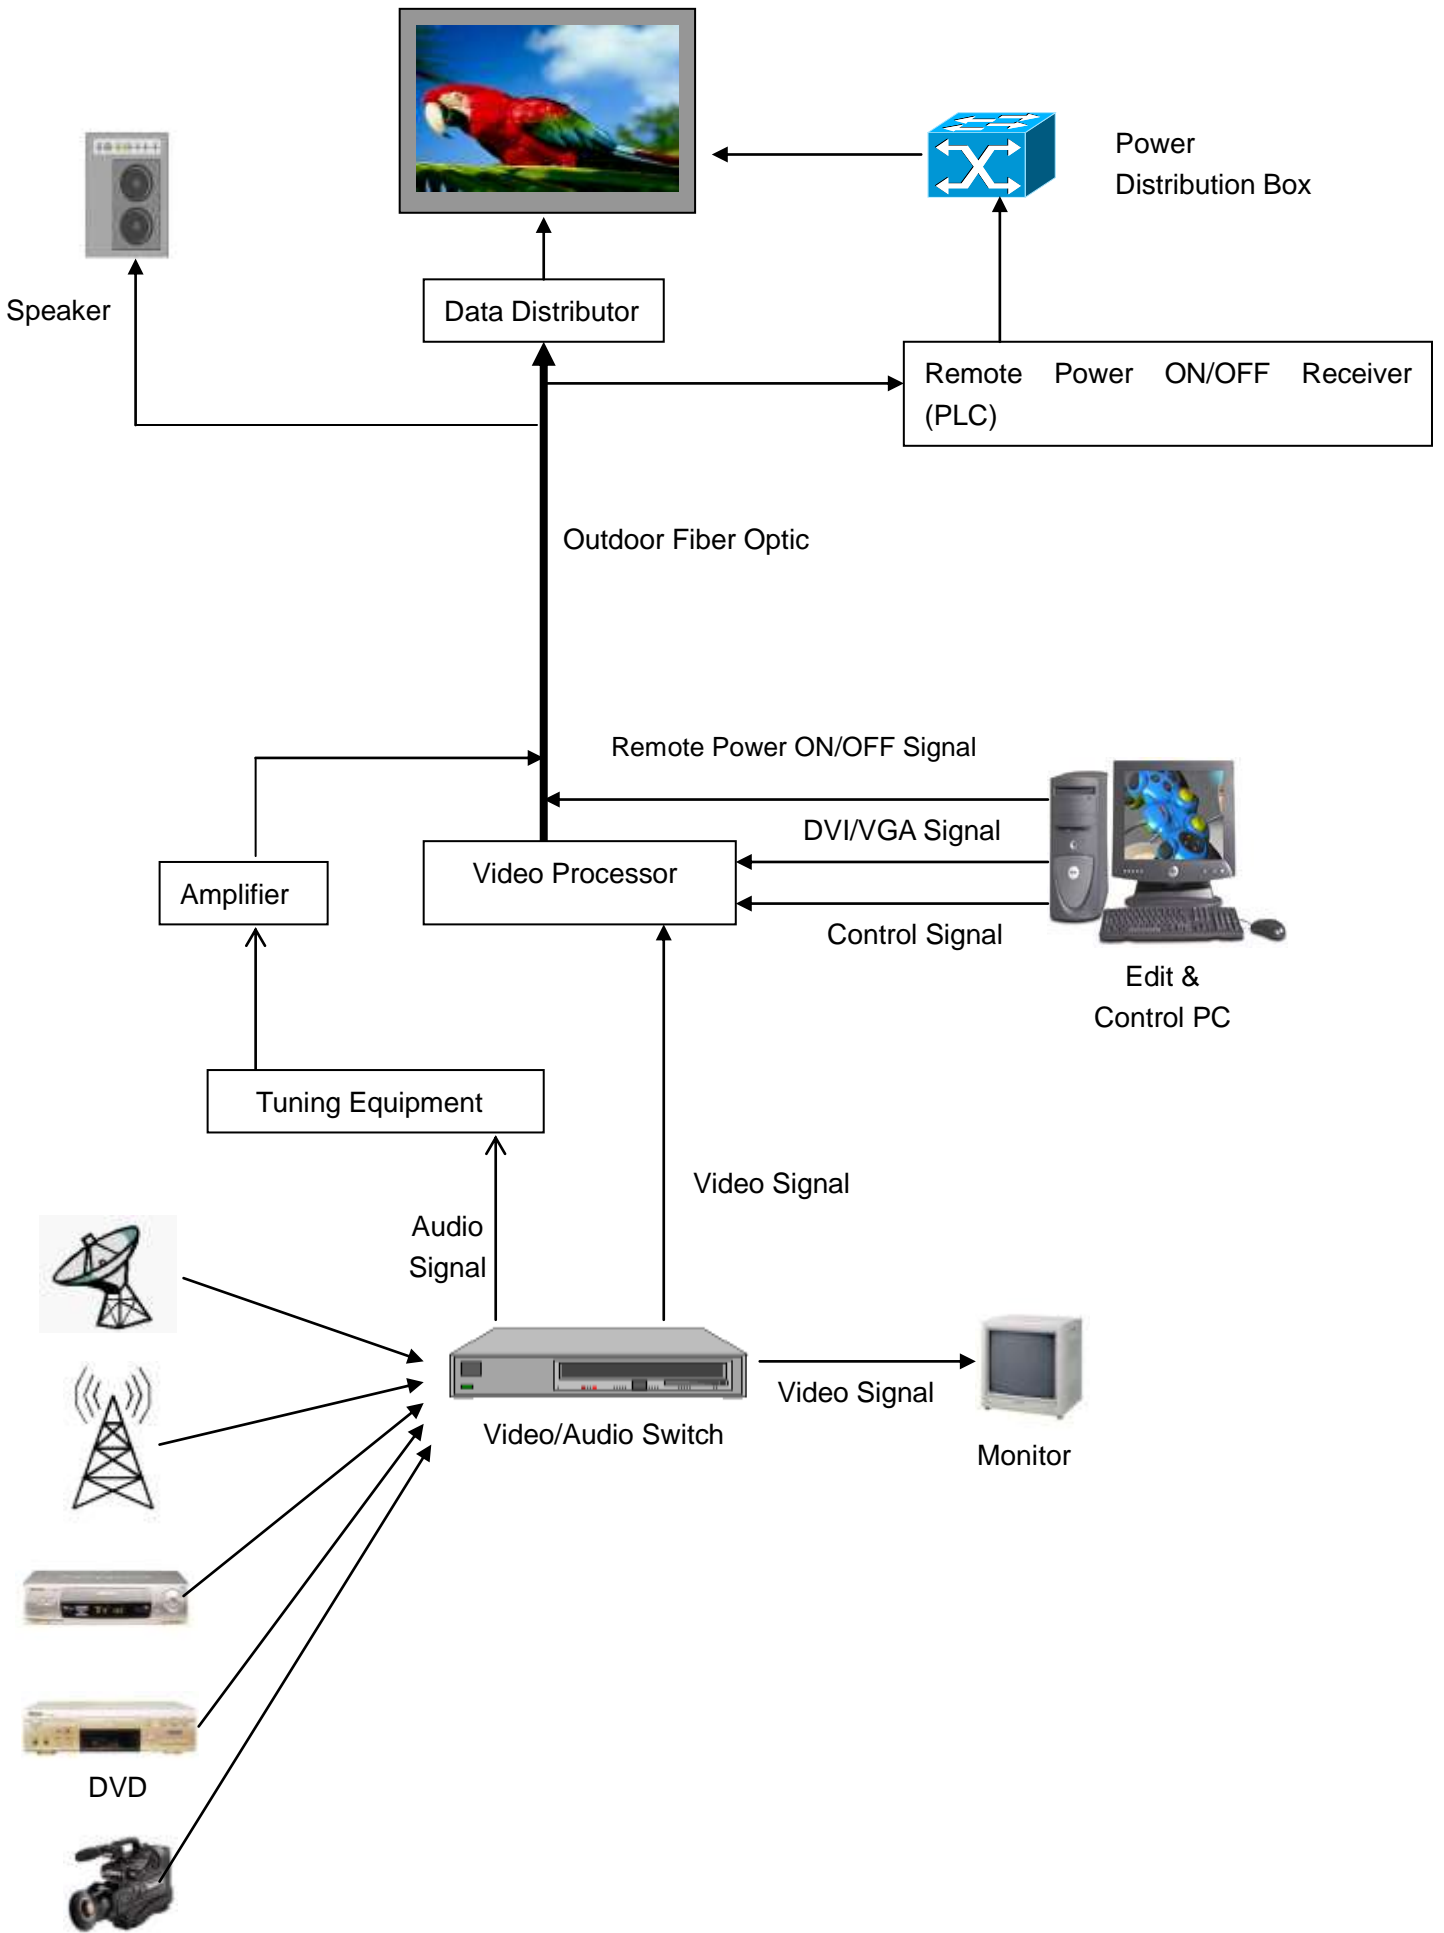 Power
Distribution Box
Speaker
Data Distributor
Remote Power ON/OFF Receiver
(PLC)
Outdoor Fiber Optic
Remote Power ON/OFF Signal
DVI/VGA Signal
Video Processor
Amplifier
Control Signal
Edit &
Control PC
Tuning Equipment
Video Signal
Audio
Signal
Video Signal
Video/Audio Switch
Monitor
DVD